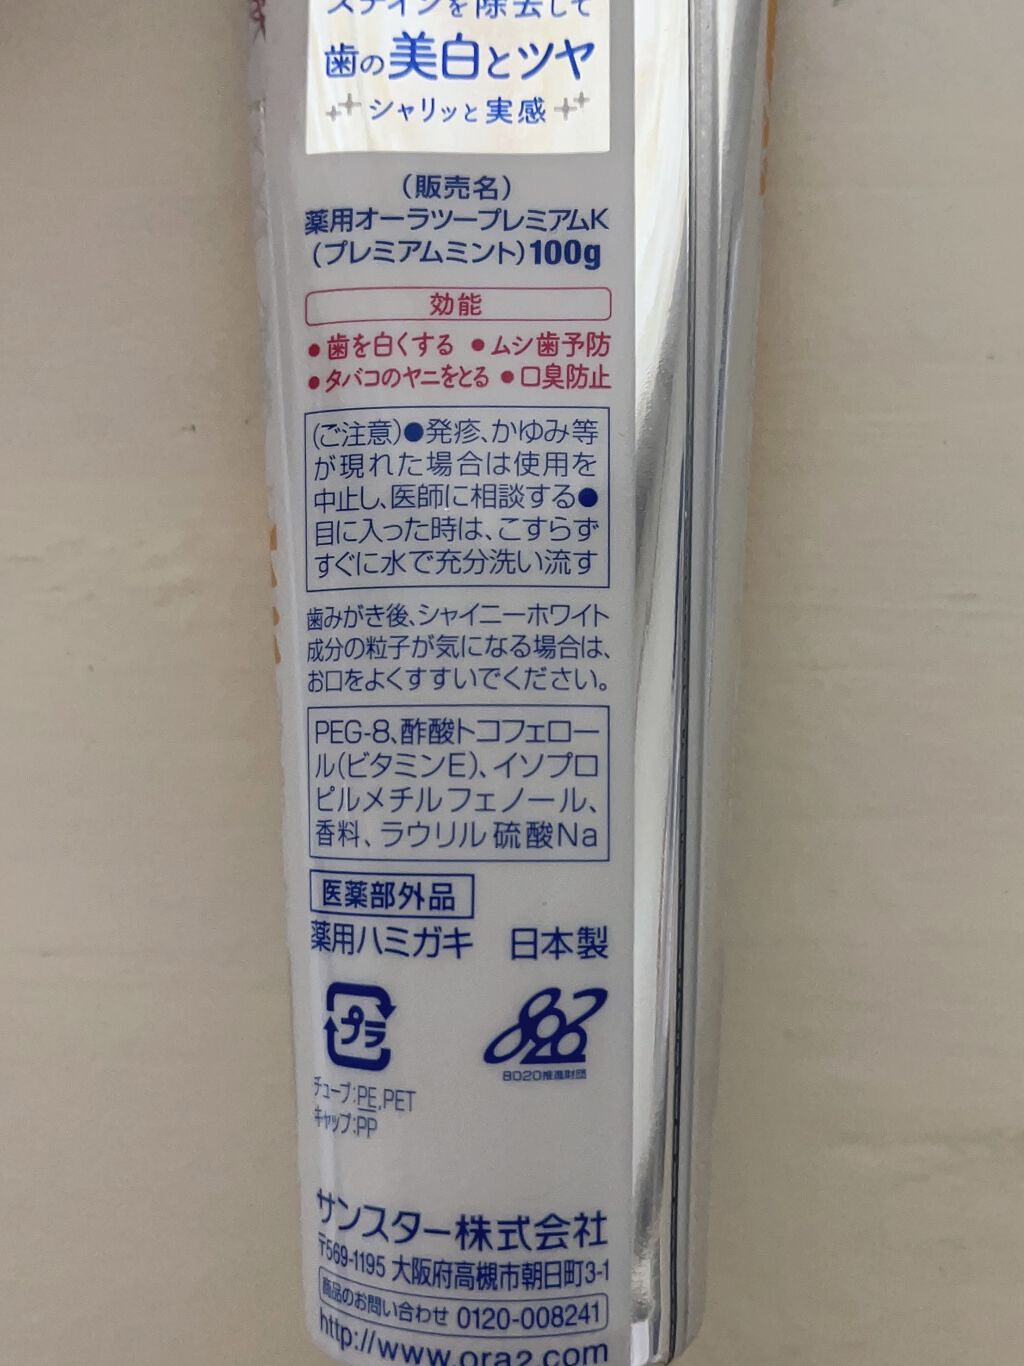 ステインを除去して
歯の美白とツヤ
シャリッと実感
(販売名)
薬用オーラツープレミアムK
(プレミアムミント)100g
効能
●歯を白くする ●ムシ歯予防
●タバコのヤニをとる ●口臭防止
(ご注意)●発疹、かゆみ等
が現れた場合は使用を
中止し、医師に相談する●
目に入った時は、こすらず
すぐに水で充分洗い流す
歯みがき後、シャイニーホワイト
成分の粒子が気になる場合は、
お口をよくすすいでください。
PEG-8、酢酸トコフェロー
ル(ビタミンE)、イソプロ
ピルメチルフェノール、
香料、ラウリル硫酸Na
医薬部外品
薬用ハミガキ 日本製
プラ
8020
8020推進財団
チューブ:PE,PET
キャップ:PP
サンスター株式会社
〒569-1195 大阪府高槻市朝日町3-1
商品のお問い合わせ 0120-008241
http://www.ora2.com